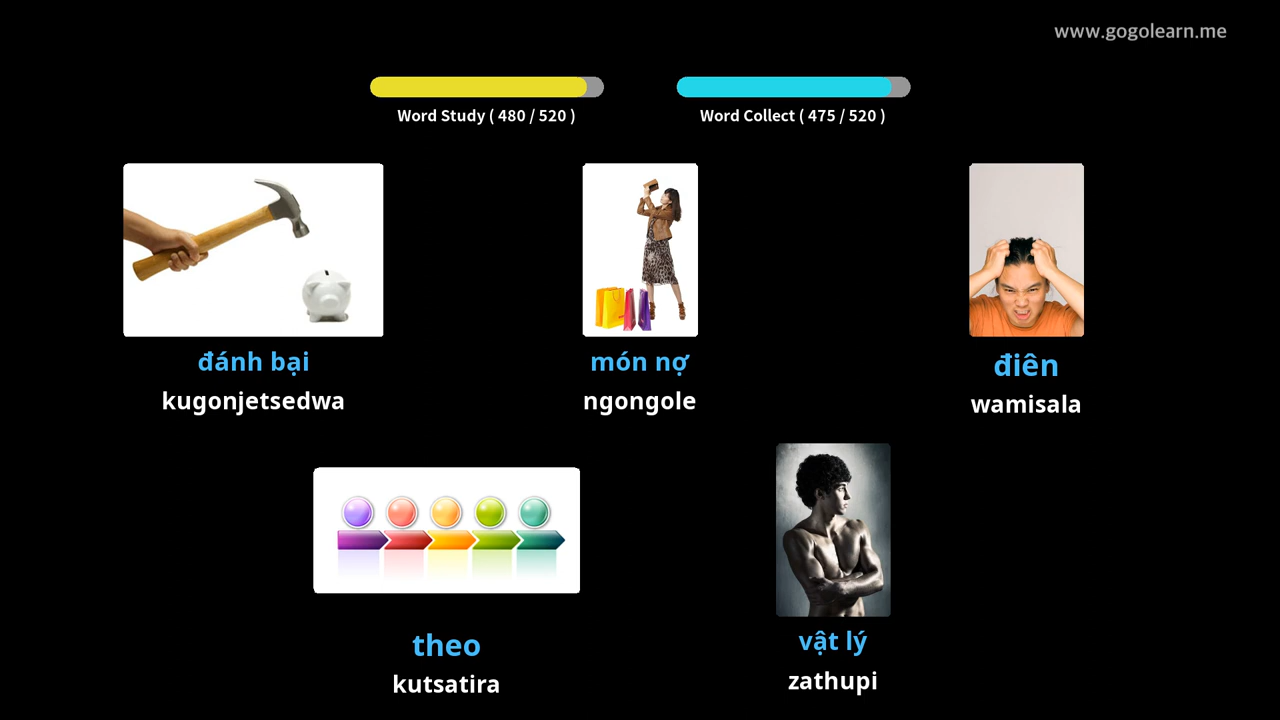 www.gogolearn.me
Word Study ( 480 / 520 )
Word Collect ( 475 / 520 )
đánh bại
kugonjetsedwa
món nợ
ngongole
điên
wamisala
theo
kutsatira
vật lý
zathupi